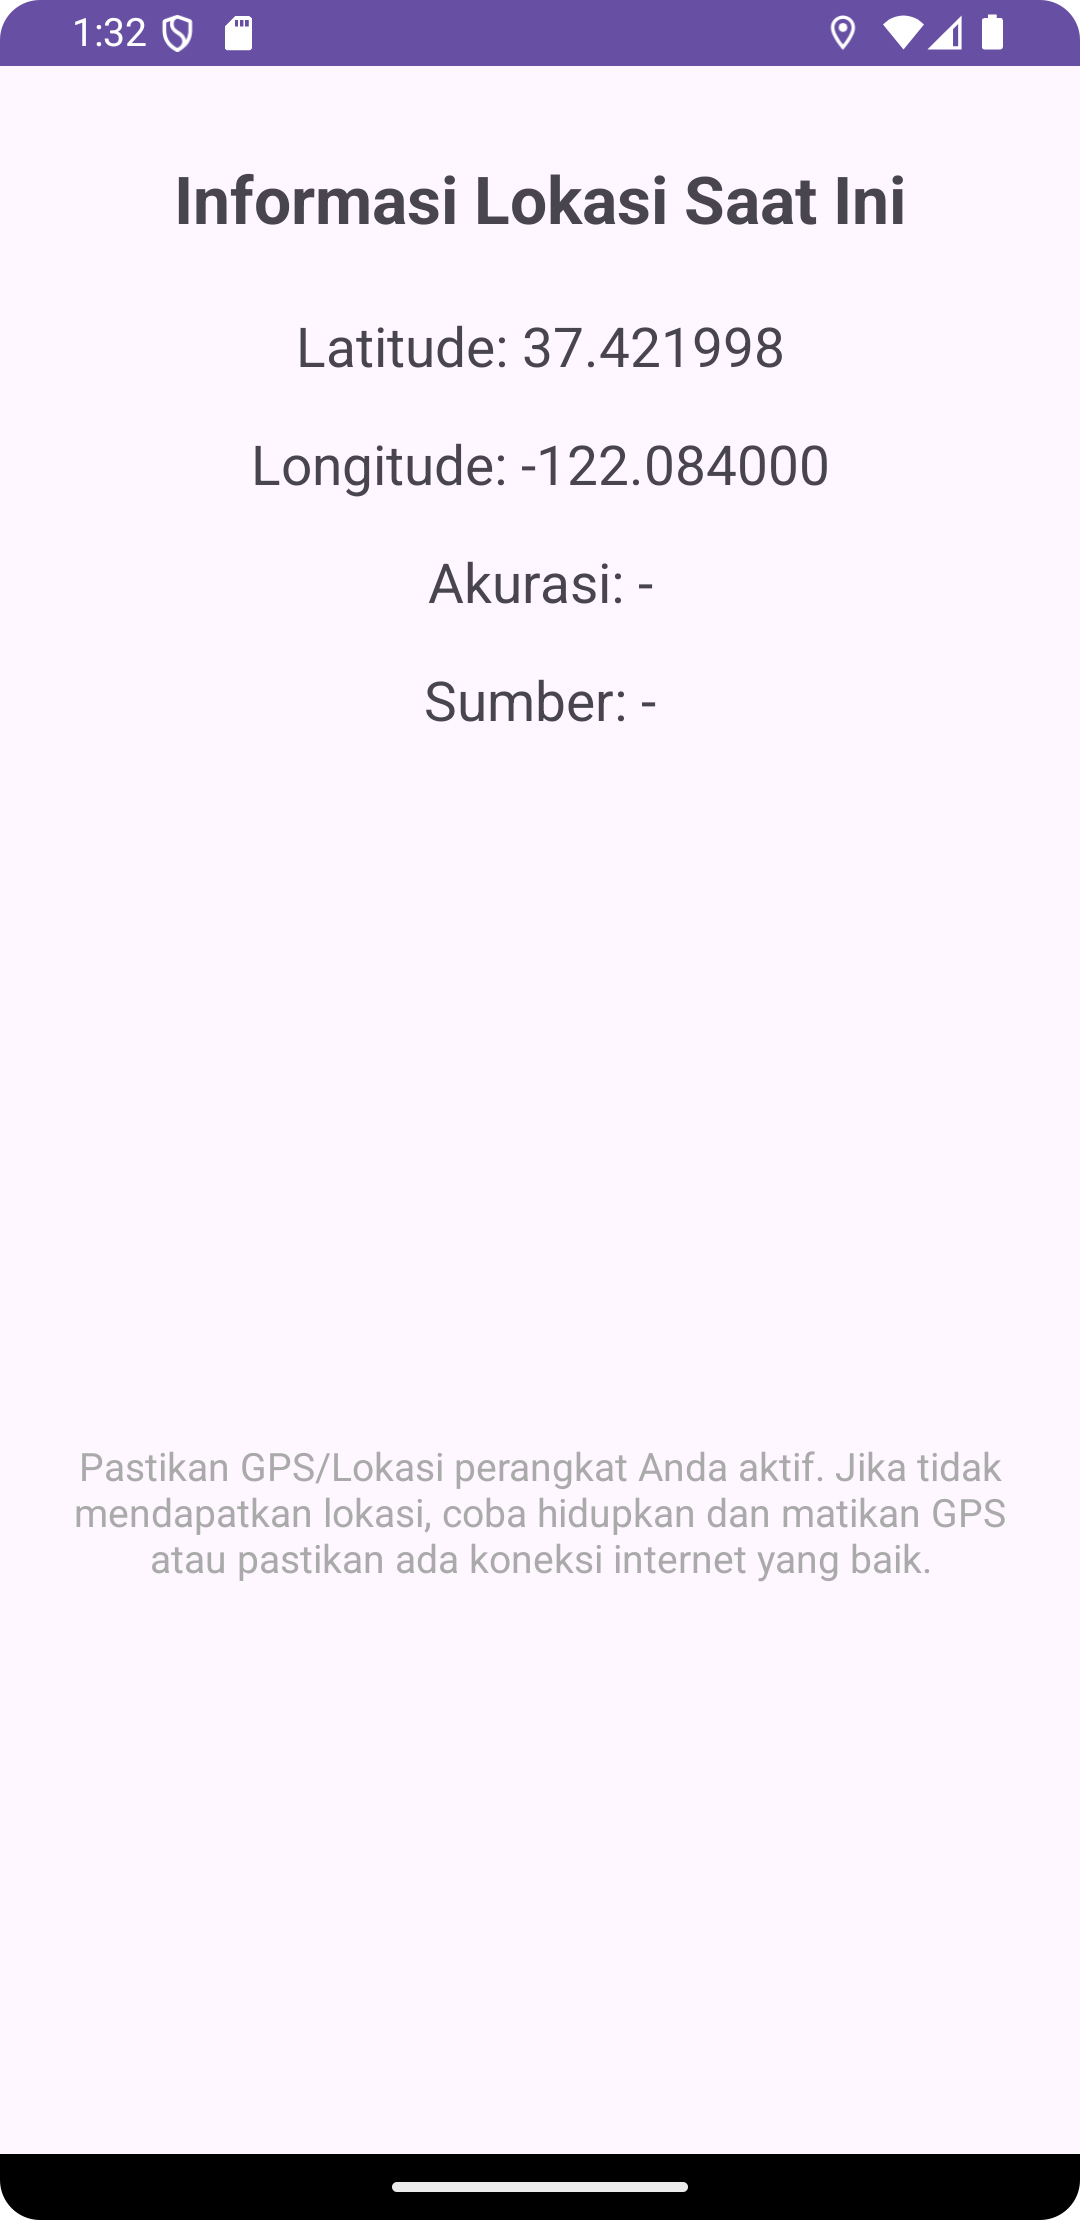 1:32
Informasi Lokasi Saat Ini
Latitude: 37.421998
Longitude: -122.084000
Akurasi: -
Sumber: -
Pastikan GPS/Lokasi perangkat Anda aktif. Jika tidak
mendapatkan lokasi, coba hidupkan dan matikan GPS
atau pastikan ada koneksi internet yang baik.